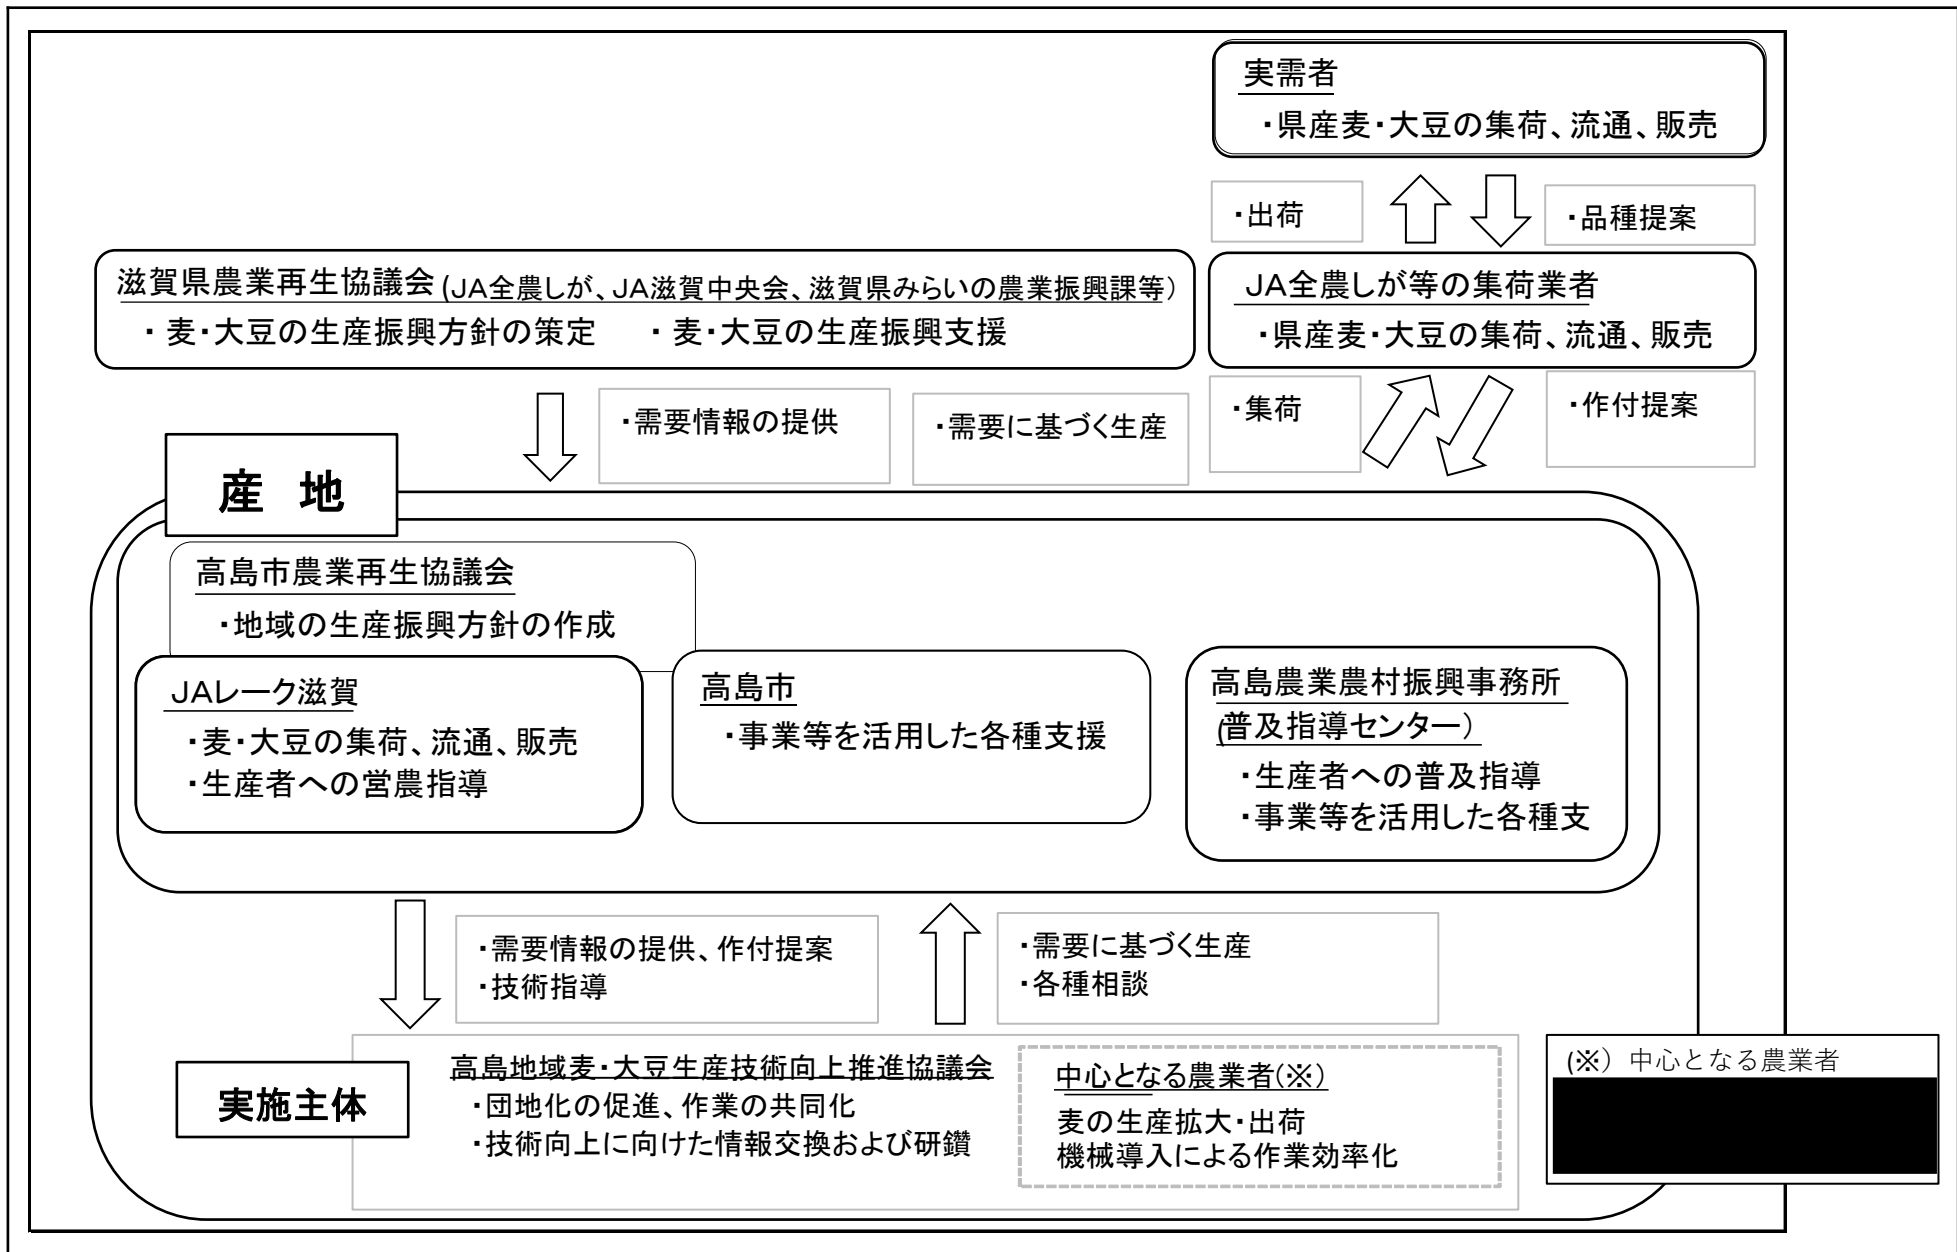 実需者
・県産麦・大豆の集荷、流通、販売
・出荷
・品種提案
滋賀県農業再生協議会(JA全農しが、JA滋賀中央会、滋賀県みらいの農業振興課等)
・麦・大豆の生産振興方針の策定　・麦・大豆の生産振興支援
JA全農しが等の集荷業者
・県産麦・大豆の集荷、流通、販売
・需要情報の提供
・需要に基づく生産
・集荷
・作付提案
産　地
高島市農業再生協議会
・地域の生産振興方針の作成
JAレーク滋賀
・麦・大豆の集荷、流通、販売
・生産者への営農指導
高島市
・事業等を活用した各種支援
高島農業農村振興事務所
(普及指導センター)
・生産者への普及指導
・事業等を活用した各種支
・需要情報の提供、作付提案
・技術指導
・需要に基づく生産
・各種相談
実施主体
高島地域麦・大豆生産技術向上推進協議会
・団地化の促進、作業の共同化
・技術向上に向けた情報交換および研鑽
中心となる農業者(※)
麦の生産拡大・出荷
機械導入による作業効率化
(※) 中心となる農業者